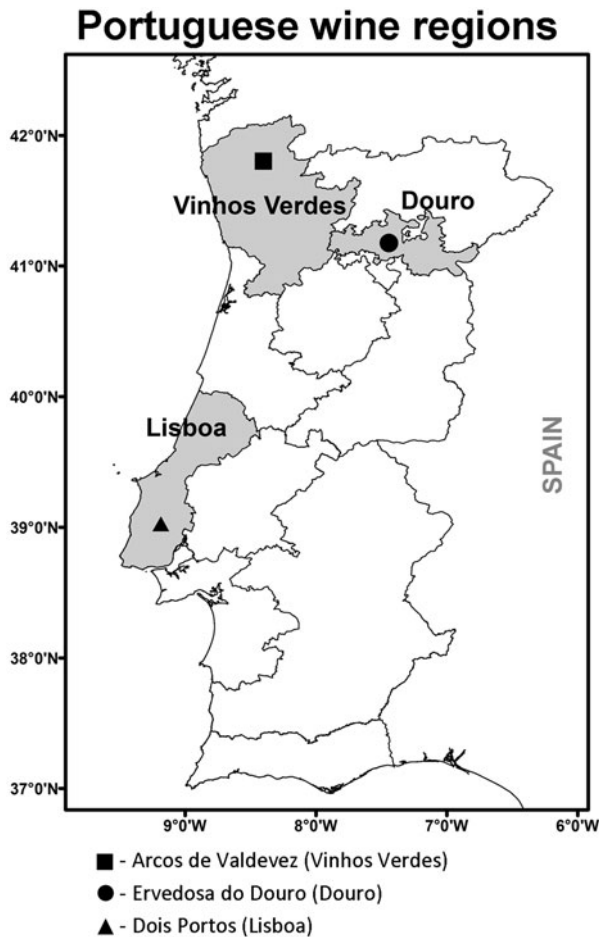 Portuguese wine regions
42°0'N
41°0'N
40°0'N
39°0'N
38°0'N
37°0'N
Vinhos Verdes
Douro
Lisboa
SPAIN
9°0'W 8°0'W 7°0'W 6°0'W
■ - Arcos de Valdevez (Vinhos Verdes)
● - Ervedosa do Douro (Douro)
▲ - Dois Portos (Lisboa)